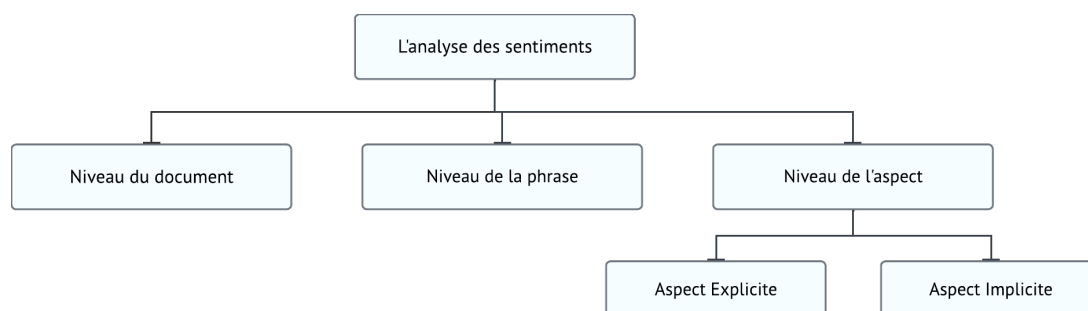 L'analyse des sentiments
Niveau du document
Niveau de la phrase
Niveau de l'aspect
Aspect Explicite
Aspect Implicite